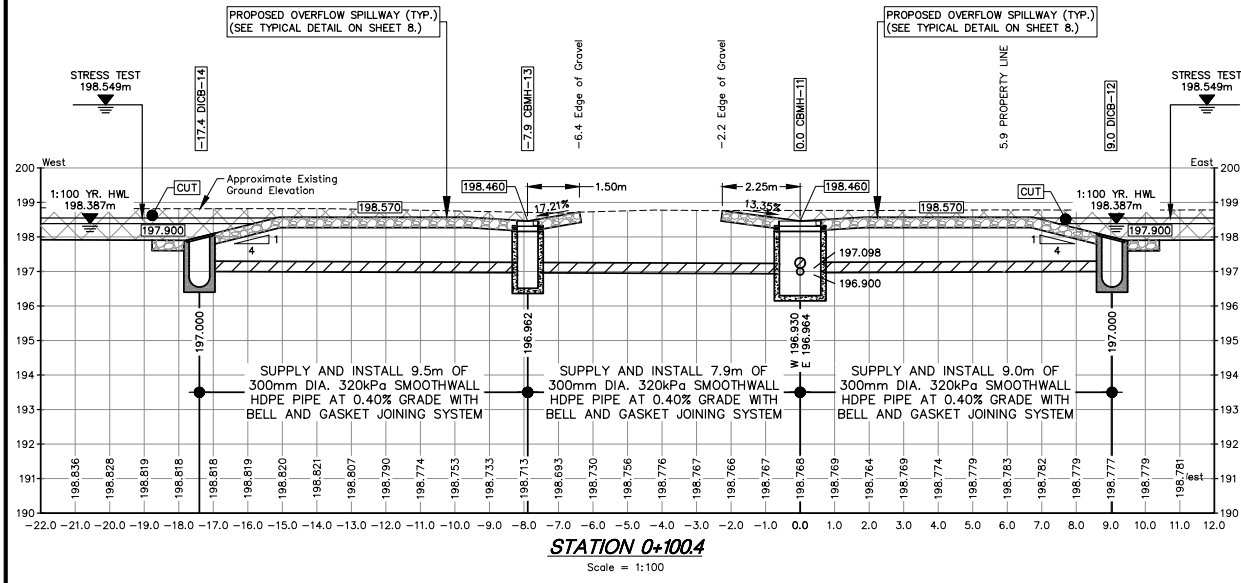 PROPOSED OVERFLOW SPILLWAY (TYP.)
(SEE TYPICAL DETAIL ON SHEET 8.)
PROPOSED OVERFLOW SPILLWAY (TYP.)
(SEE TYPICAL DETAIL ON SHEET 8.)
STRESS TEST
198.549m
-17.4 DICB-14
-7.9 CBMH-13
-6.4 Edge of Gravel
-2.2 Edge of Gravel
0.0 CBMH-11
5.9 PROPERTY LINE
9.0 DICB-12
STRESS TEST
198.549m
West
East
CUT
Approximate Existing
Ground Elevation
1:100 YR. HWL
198.387m
198.460
1.50m
17.21%
2.25m
13.35%
198.460
CUT
1:100 YR. HWL
198.387m
197.900
198.570
198.570
197.900
1
4
1
4
197.098
196.900
197.000
196.962
W 196.930
E 196.964
197.000
SUPPLY AND INSTALL 9.5m OF
300mm DIA. 320kPa SMOOTHWALL
HDPE PIPE AT 0.40% GRADE WITH
BELL AND GASKET JOINING SYSTEM
SUPPLY AND INSTALL 7.9m OF
300mm DIA. 320kPa SMOOTHWALL
HDPE PIPE AT 0.40% GRADE WITH
BELL AND GASKET JOINING SYSTEM
SUPPLY AND INSTALL 9.0m OF
300mm DIA. 320kPa SMOOTHWALL
HDPE PIPE AT 0.40% GRADE WITH
BELL AND GASKET JOINING SYSTEM
200
199
198
197
196
195
194
193
192
191
190
200
199
198
197
196
195
194
193
192
191
190
198.836
198.828
198.819
198.818
198.818
198.819
198.820
198.821
198.807
198.790
198.774
198.753
198.733
198.713
198.693
198.730
198.756
198.776
198.767
198.766
198.767
198.768
198.769
198.764
198.769
198.774
198.779
198.783
198.782
198.779
198.777
198.779
198.781
-22.0 -21.0 -20.0 -19.0 -18.0 -17.0 -16.0 -15.0 -14.0 -13.0 -12.0 -11.0 -10.0 -9.0 -8.0 -7.0 -6.0 -5.0 -4.0 -3.0 -2.0 -1.0 0.0 1.0 2.0 3.0 4.0 5.0 6.0 7.0 8.0 9.0 10.0 11.0 12.0
STATION 0+100.4
Scale = 1:100